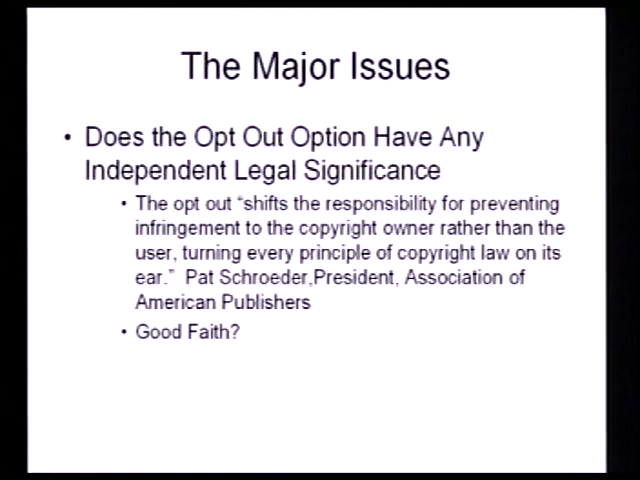 The Major Issues
• Does the Opt Out Option Have Any
Independent Legal Significance
• The opt out “shifts the responsibility for preventing
infringement to the copyright owner rather than the
user, turning every principle of copyright law on its
ear.” Pat Schroeder,President, Association of
American Publishers
• Good Faith?